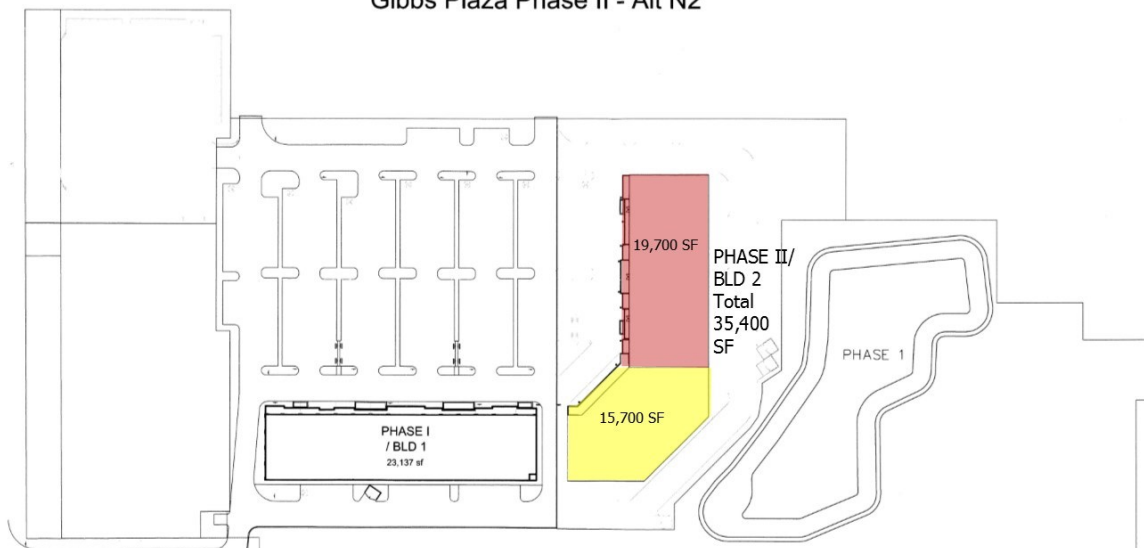 Gibbs Plaza Phase II - Alt N2
19,700 SF
PHASE II/
BLD 2
Total
35,400
SF
PHASE 1
15,700 SF
PHASE I
/ BLD 1
23,137 sf